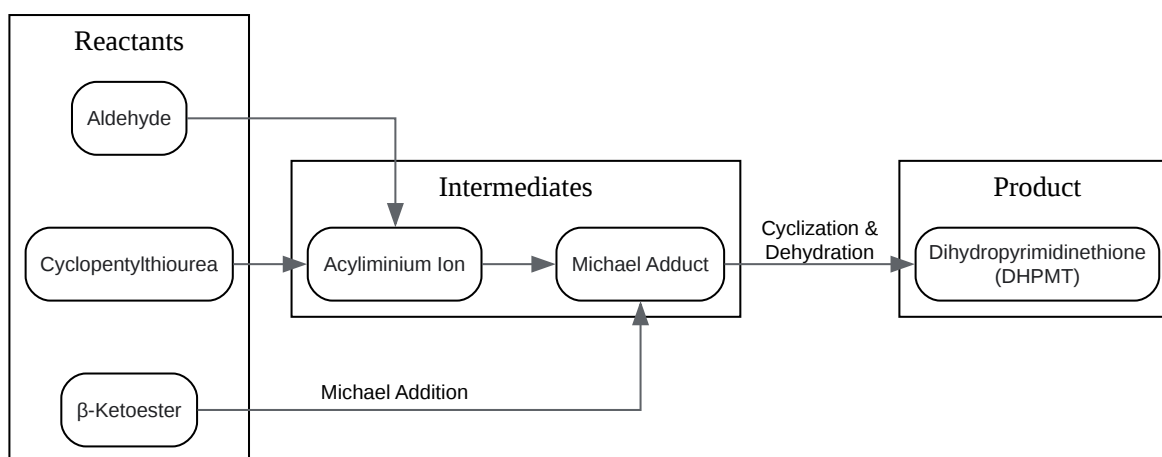 Reactants
Aldehyde
Cyclopentylthiourea
β-Ketoester
Intermediates
Acyliminium Ion
Michael Adduct
Michael Addition
Cyclization &
Dehydration
Product
Dihydropyrimidinethione
(DHPMT)